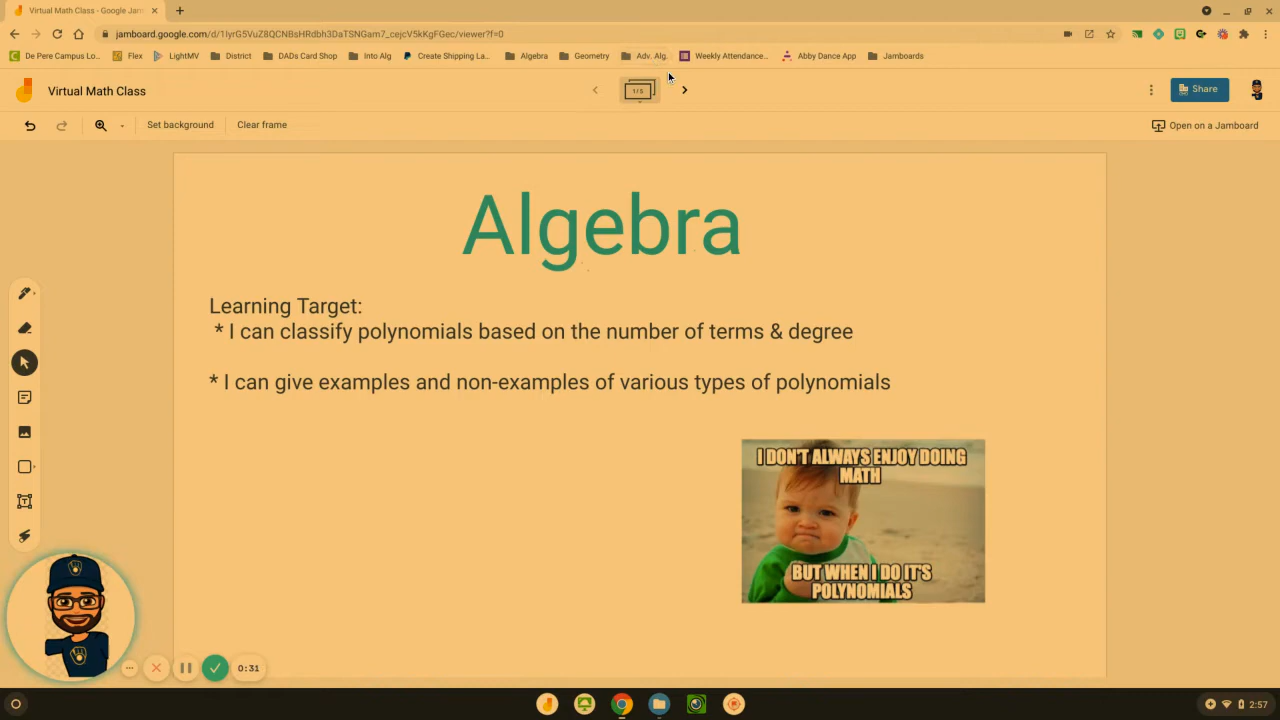 Virtual Math Class - Google Jam
jamboard.google.com/d/1lyrG5VuZ8QCNBsHRdbh3DaTSNGam7_cejcV5kKgFGec/viewer?f=0
De Pere Campus Lo... Flex LightMV District DADs Card Shop Into Alg Create Shipping La... Algebra Geometry Adv. Alg. Weekly Attendance... Abby Dance App Jamboards
Virtual Math Class 1/5 Share
Set background Clear frame Open on a Jamboard
Algebra
Learning Target:
* I can classify polynomials based on the number of terms & degree
* I can give examples and non-examples of various types of polynomials
I DON'T ALWAYS ENJOY DOING
MATH
BUT WHEN I DO IT'S
POLYNOMIALS
0:31
2:57